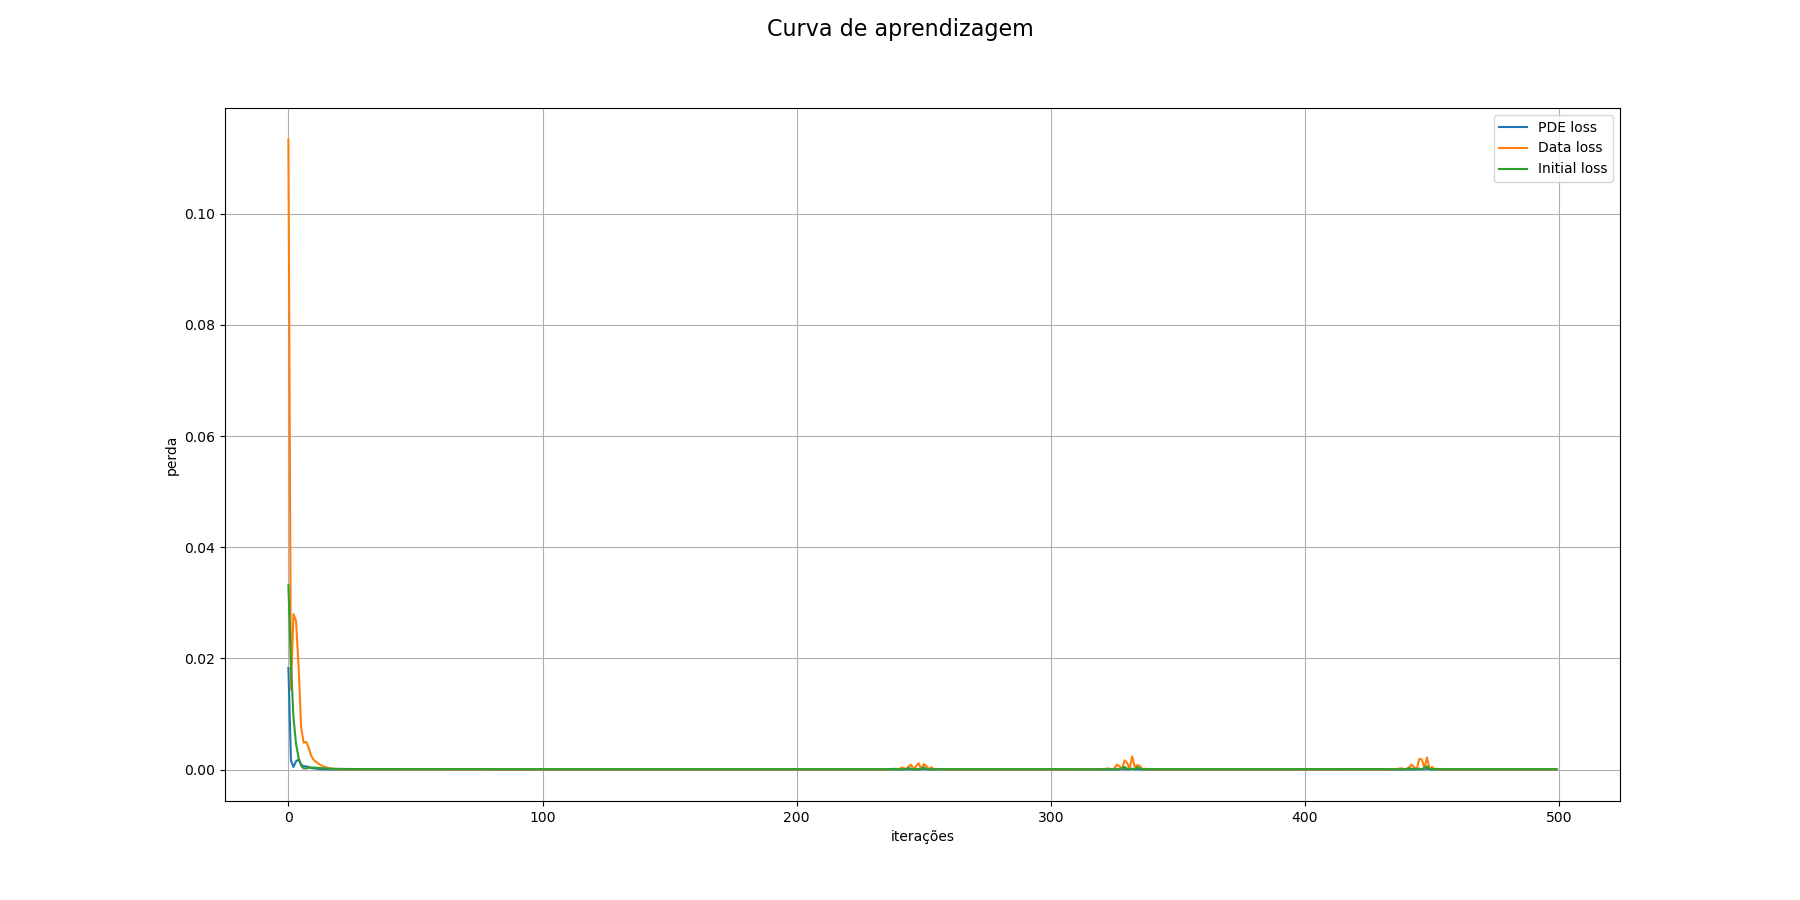 Curva de aprendizagem
PDE loss
Data loss
Initial loss
0.10
0.08
0.06
0.04
0.02
0.00
perda
0 100 200 300 400 500
iterações